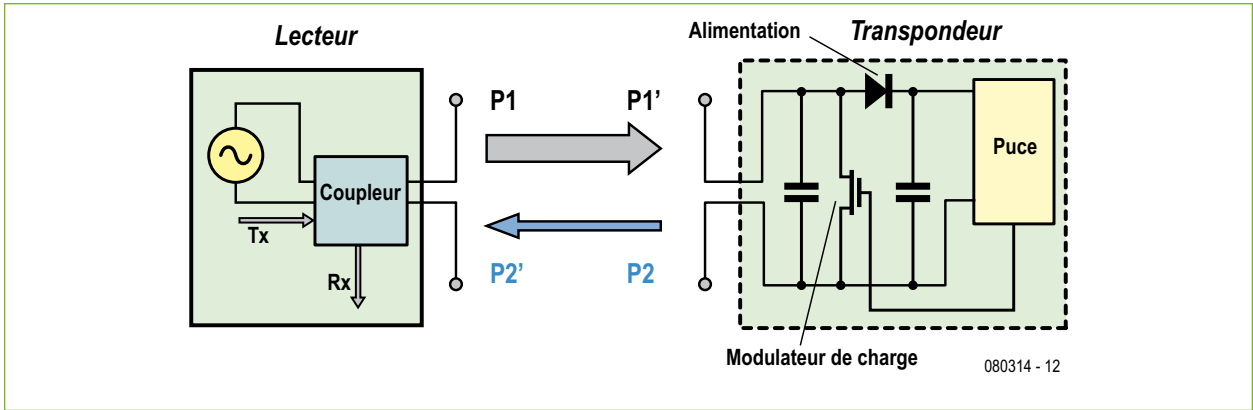 Lecteur
Alimentation
Transpondeur
P1
P1’
Coupleur
Puce
Tx
Rx
P2’
P2
Modulateur de charge
080314 - 12